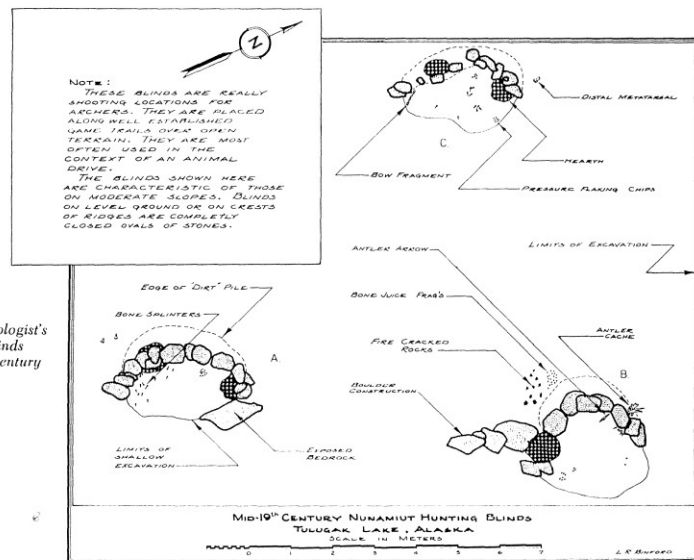 N
NOTE:
THESE BLINDS ARE REALLY
SHOOTING LOCATIONS FOR
ARCHERS. THEY ARE PLACED
ALONG WELL ESTABLISHED
GAME TRAILS OVER OPEN
TERRAIN. THEY ARE MOST
OFTEN USED IN THE
CONTEXT OF AN ANIMAL
DRIVE.
THE BLINDS SHOWN HERE
ARE CHARACTERISTIC OF THOSE
ON MODERATE SLOPES. BLINDS
ON LEVEL GROUND OR ON CRESTS
OF RIDGES ARE COMPLETLY
CLOSED OVALS OF STONES.
DISTAL METATARSAL
C.
HEARTH
BOW FRAGMENT
PRESSURE FLAKING CHIPS
ANTLER ARROW
LIMITS OF EXCAVATION
EDGE OF "DIRT" PILE
BONE JUICE FRAG'S
BONE SPLINTERS
ologist's
inds
entury
FIRE CRACKED
ROCKS
ANTLER
CACHE
A.
B
BOULDER
CONSTRUCTION
LIMITS OF
SHALLOW
EXCAVATION
EXPOSED
BEDROCK
MID-19TH CENTURY NUNAMIUT HUNTING BLINDS
TULUGAK LAKE, ALASKA
SCALE IN METERS
0 1 2 3 4 5 6 7
L R BINFORD